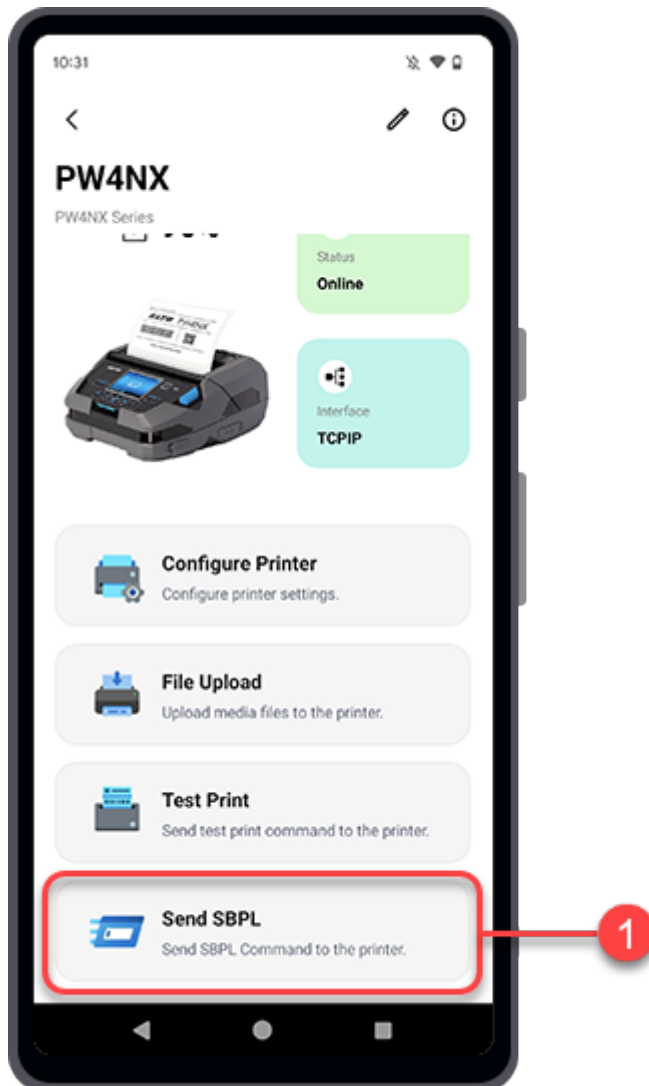 10:31
PW4NX
PW4NX Series
Status
Online
Interface
TCPIP
Configure Printer
Configure printer settings.
File Upload
Upload media files to the printer.
Test Print
Send test print command to the printer.
Send SBPL
Send SBPL Command to the printer.
1